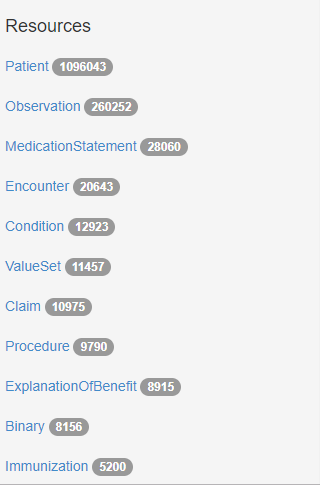 Resources
Patient 1096043
Observation 260252
MedicationStatement 28060
Encounter 20643
Condition 12923
ValueSet 11457
Claim 10975
Procedure 9790
ExplanationOfBenefit 8915
Binary 8156
Immunization 5200